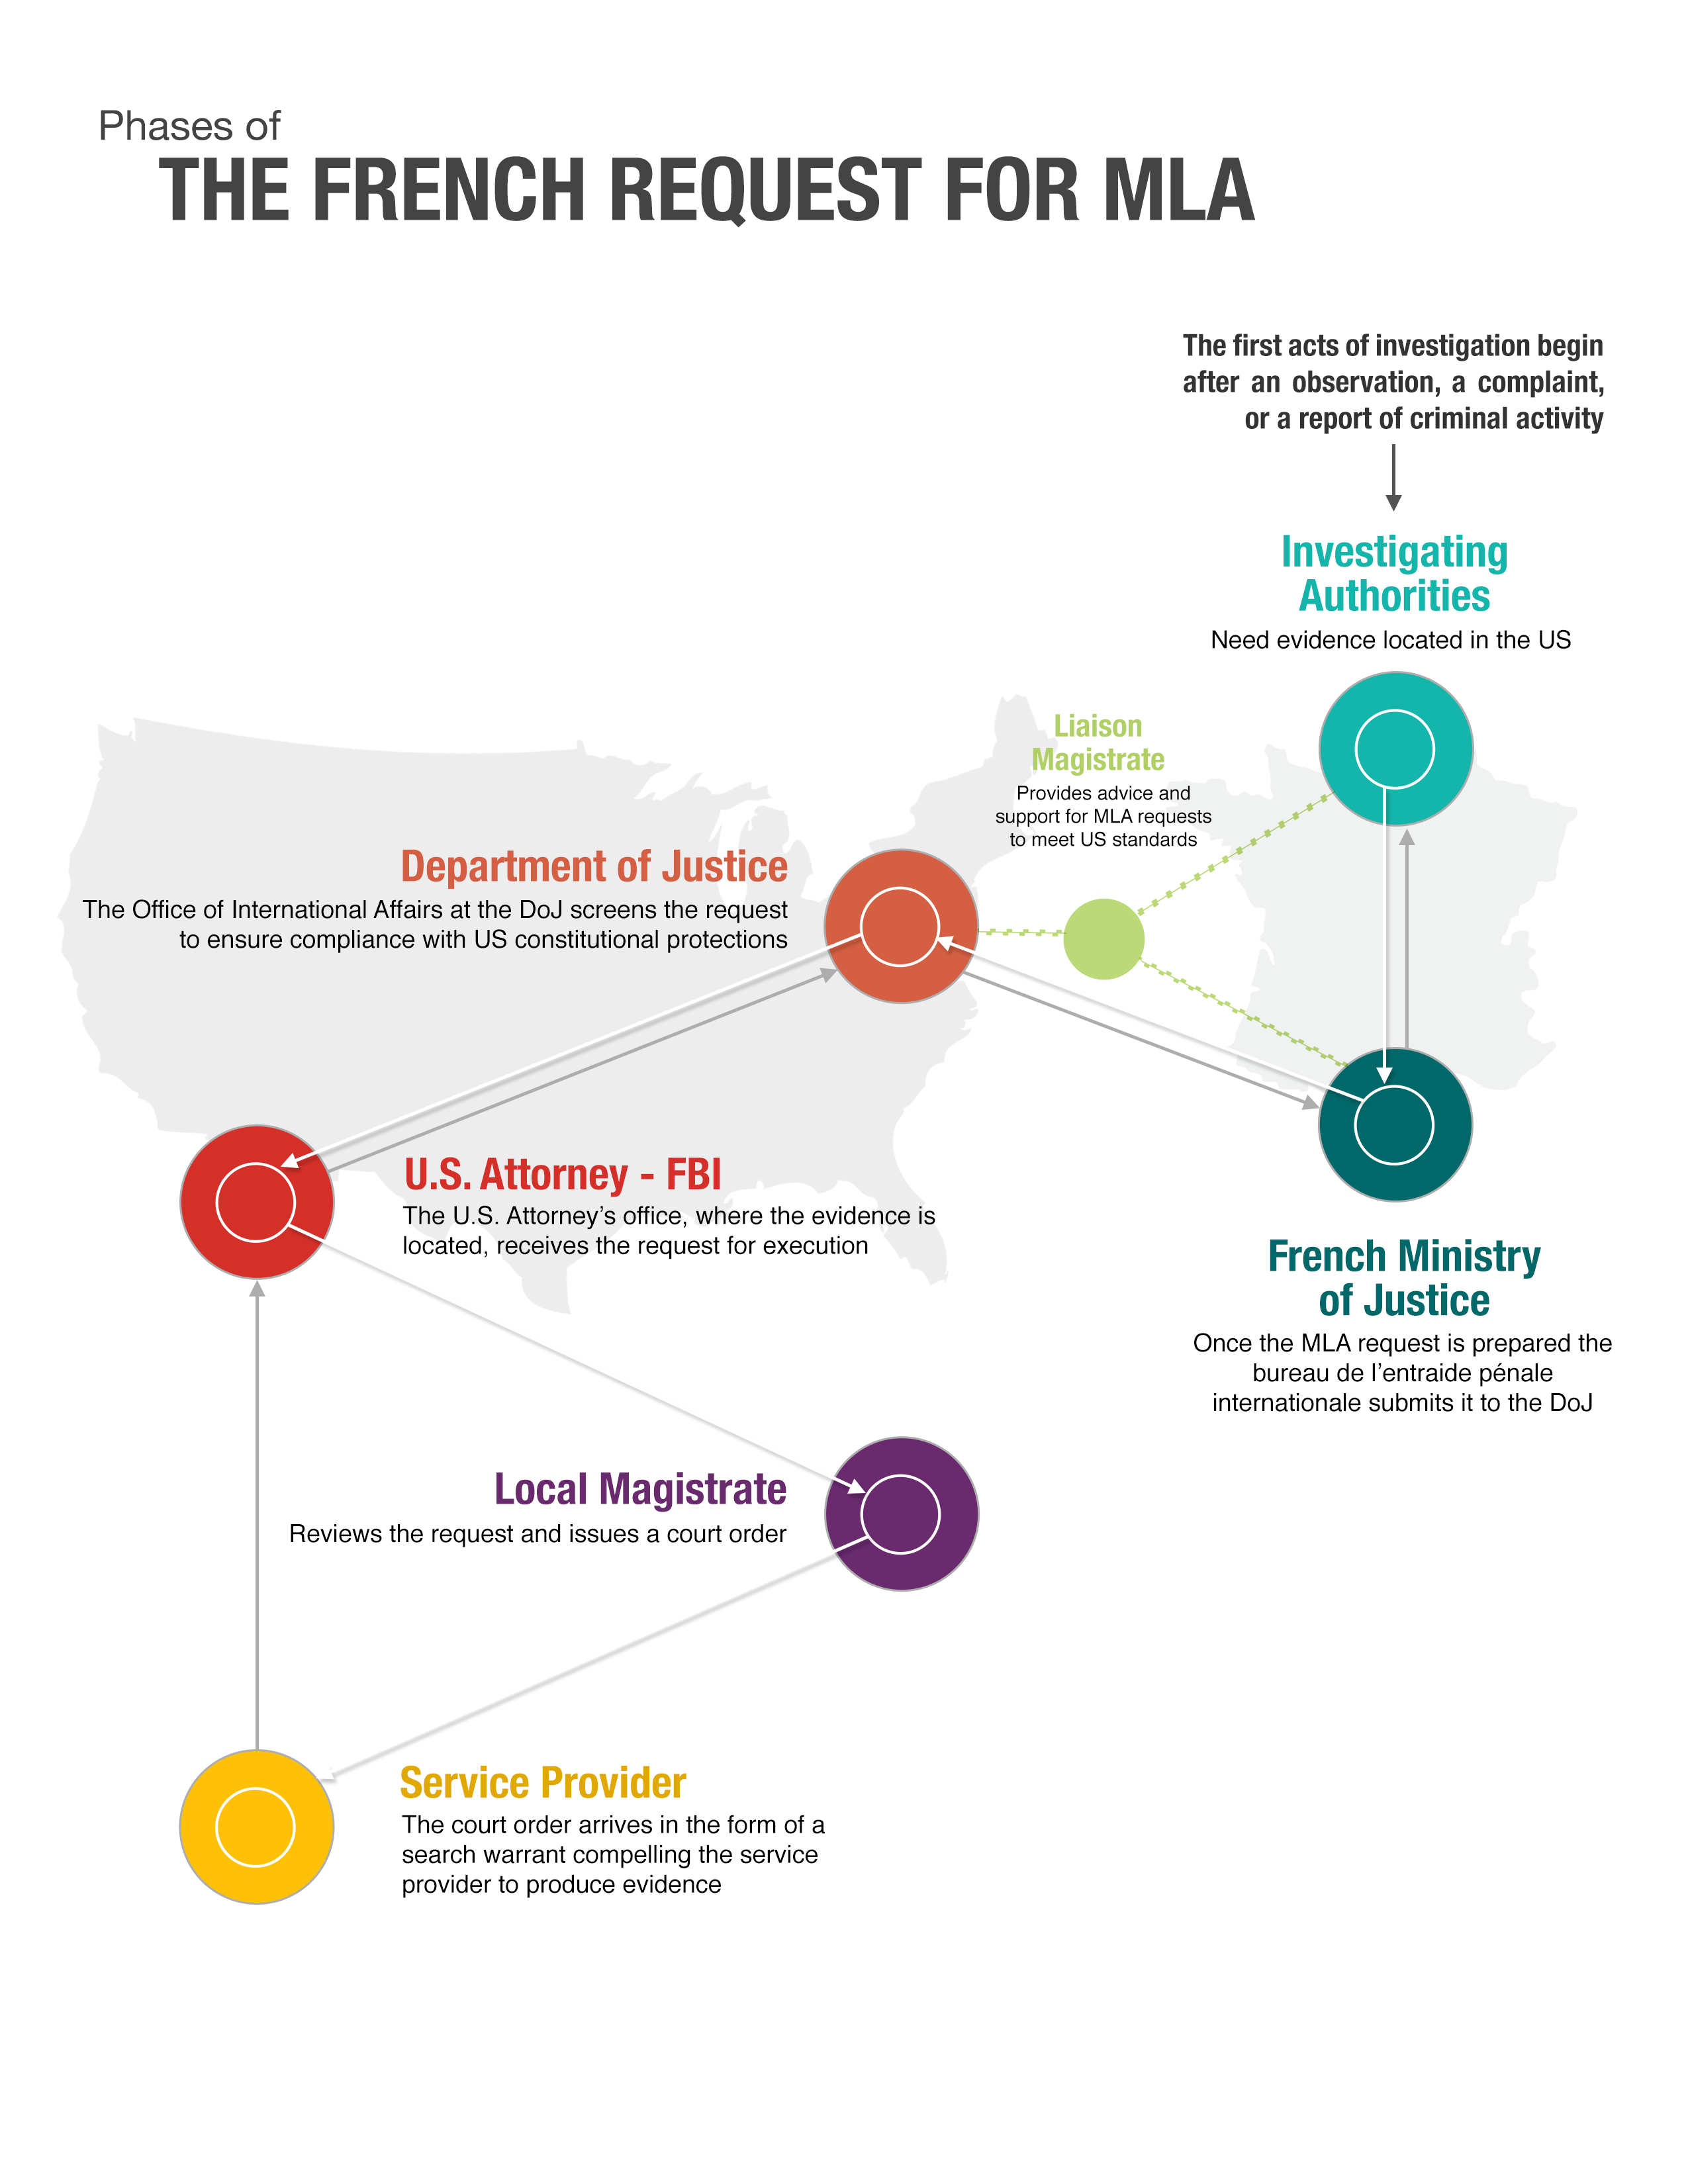 Phases of
THE FRENCH REQUEST FOR MLA
The first acts of investigation begin
after an observation, a complaint,
or a report of criminal activity
Investigating
Authorities
Need evidence located in the US
Liaison
Magistrate
Provides advice and
support for MLA requests
to meet US standards
Department of Justice
The Office of International Affairs at the DoJ screens the request
to ensure compliance with US constitutional protections
U.S. Attorney - FBI
The U.S. Attorney’s office, where the evidence is
located, receives the request for execution
French Ministry
of Justice
Once the MLA request is prepared the
bureau de l’entraide pénale
internationale submits it to the DoJ
Local Magistrate
Reviews the request and issues a court order
Service Provider
The court order arrives in the form of a
search warrant compelling the service
provider to produce evidence